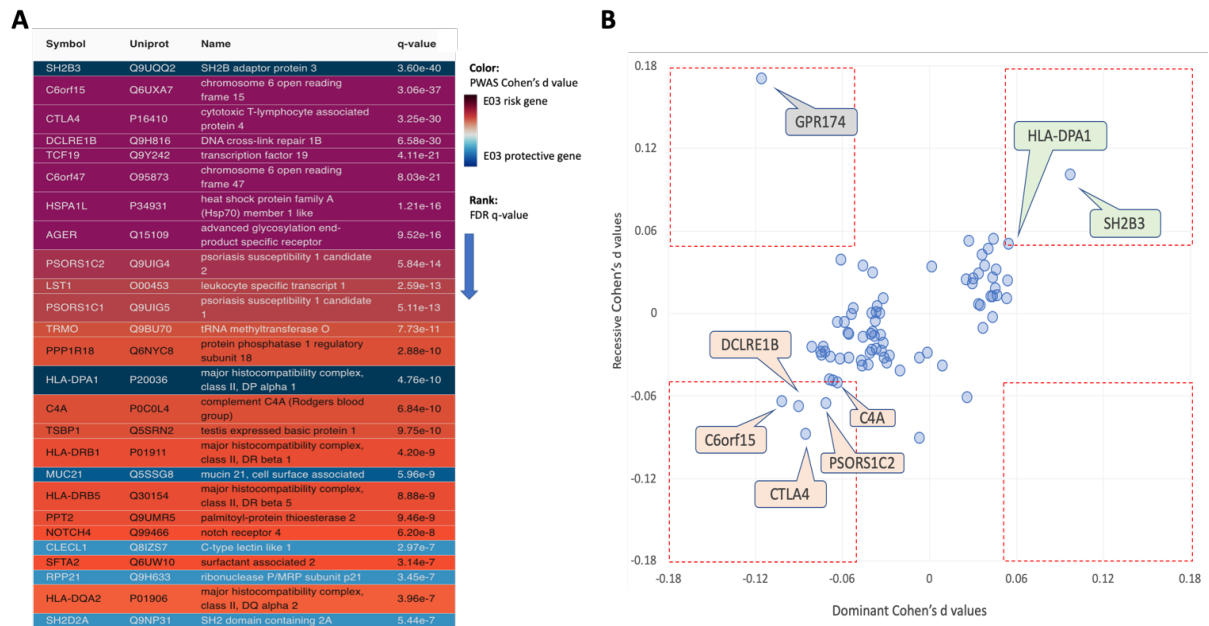 A
Symbol Uniprot Name q-value
SH2B3 Q9UQQ2 SH2B adaptor protein 3 3.60e-40
C6orf15 Q6UXA7 chromosome 6 open reading
frame 15 3.06e-37
CTLA4 P16410 cytotoxic T-lymphocyte associated
protein 4 3.25e-30
DCLRE1B Q9H816 DNA cross-link repair 1B 6.58e-30
TCF19 Q9Y242 transcription factor 19 4.11e-21
C6orf47 O95873 chromosome 6 open reading
frame 47 8.03e-21
HSPA1L P34931 heat shock protein family A
(Hsp70) member 1 like 1.21e-16
AGER Q15109 advanced glycosylation end-
product specific receptor 9.52e-16
PSORS1C2 Q9UIG4 psoriasis susceptibility 1 candidate
2 5.84e-14
LST1 O00453 leukocyte specific transcript 1 2.59e-13
PSORS1C1 Q9UIG5 psoriasis susceptibility 1 candidate
1 5.11e-13
TRMO Q9BU70 tRNA methyltransferase O 7.73e-11
PPP1R18 Q6NYC8 protein phosphatase 1 regulatory
subunit 18 2.88e-10
HLA-DPA1 P20036 major histocompatibility complex,
class II, DP alpha 1 4.76e-10
C4A P0C0L4 complement C4A (Rodgers blood
group) 6.84e-10
TSBP1 Q5SRN2 testis expressed basic protein 1 9.75e-10
HLA-DRB1 P01911 major histocompatibility complex,
class II, DR beta 1 4.20e-9
MUC21 Q5SSG8 mucin 21, cell surface associated 5.96e-9
HLA-DRB5 Q30154 major histocompatibility complex,
class II, DR beta 5 8.88e-9
PPT2 Q9UMR5 palmitoyl-protein thioesterase 2 9.46e-9
NOTCH4 Q99466 notch receptor 4 6.20e-8
CLECL1 Q8IZS7 C-type lectin like 1 2.97e-7
SFTA2 Q6UW10 surfactant associated 2 3.14e-7
RPP21 Q9H633 ribonuclease P/MRP subunit p21 3.45e-7
HLA-DQA2 P01906 major histocompatibility complex,
class II, DQ alpha 2 3.96e-7
SH2D2A Q9NP31 SH2 domain containing 2A 5.44e-7
Color:
PWAS Cohen's d value
E03 risk gene
E03 protective gene
Rank:
FDR q-value
B
Recessive Cohen's d values
0.18
0.12
0.06
0
-0.06
-0.12
-0.18
GPR174
HLA-DPA1
SH2B3
DCLRE1B
C4A
C6orf15
PSORS1C2
CTLA4
-0.18 -0.12 -0.06 0 0.06 0.12 0.18
Dominant Cohen's d values